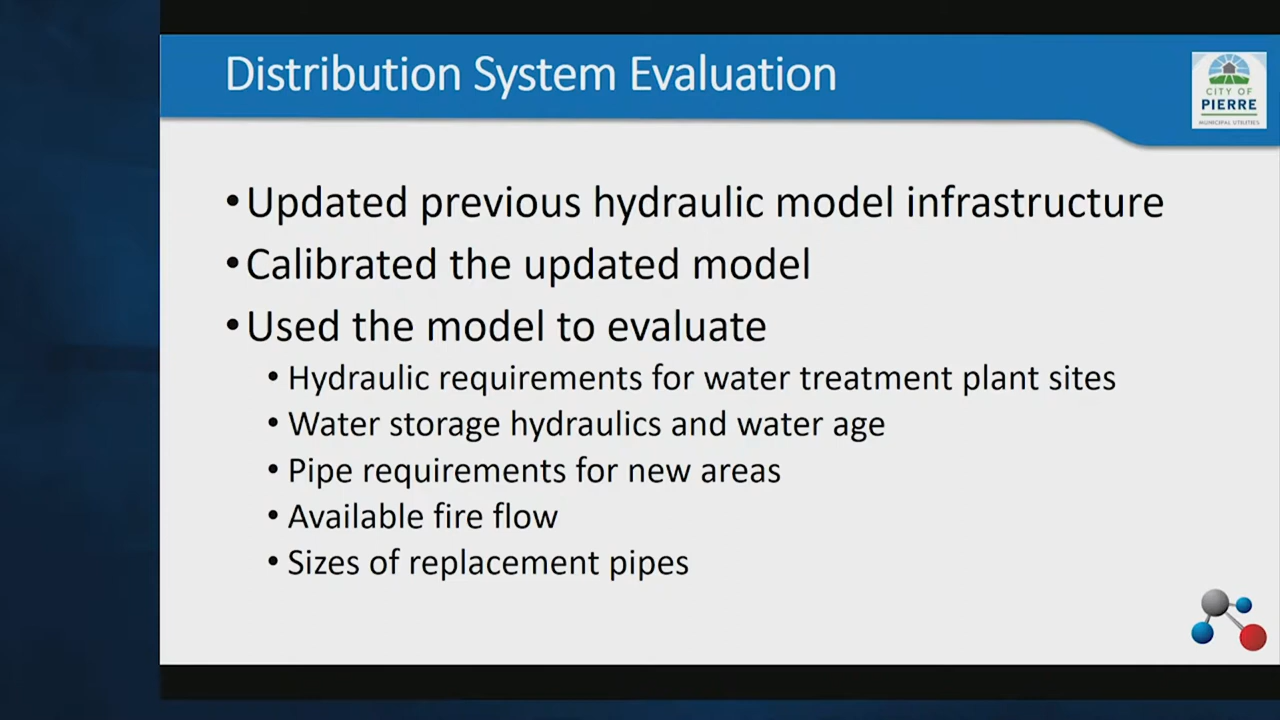 Distribution System Evaluation
CITY OF
PIERRE
MUNICIPAL UTILITIES
•Updated previous hydraulic model infrastructure
•Calibrated the updated model
•Used the model to evaluate
• Hydraulic requirements for water treatment plant sites
• Water storage hydraulics and water age
• Pipe requirements for new areas
• Available fire flow
• Sizes of replacement pipes